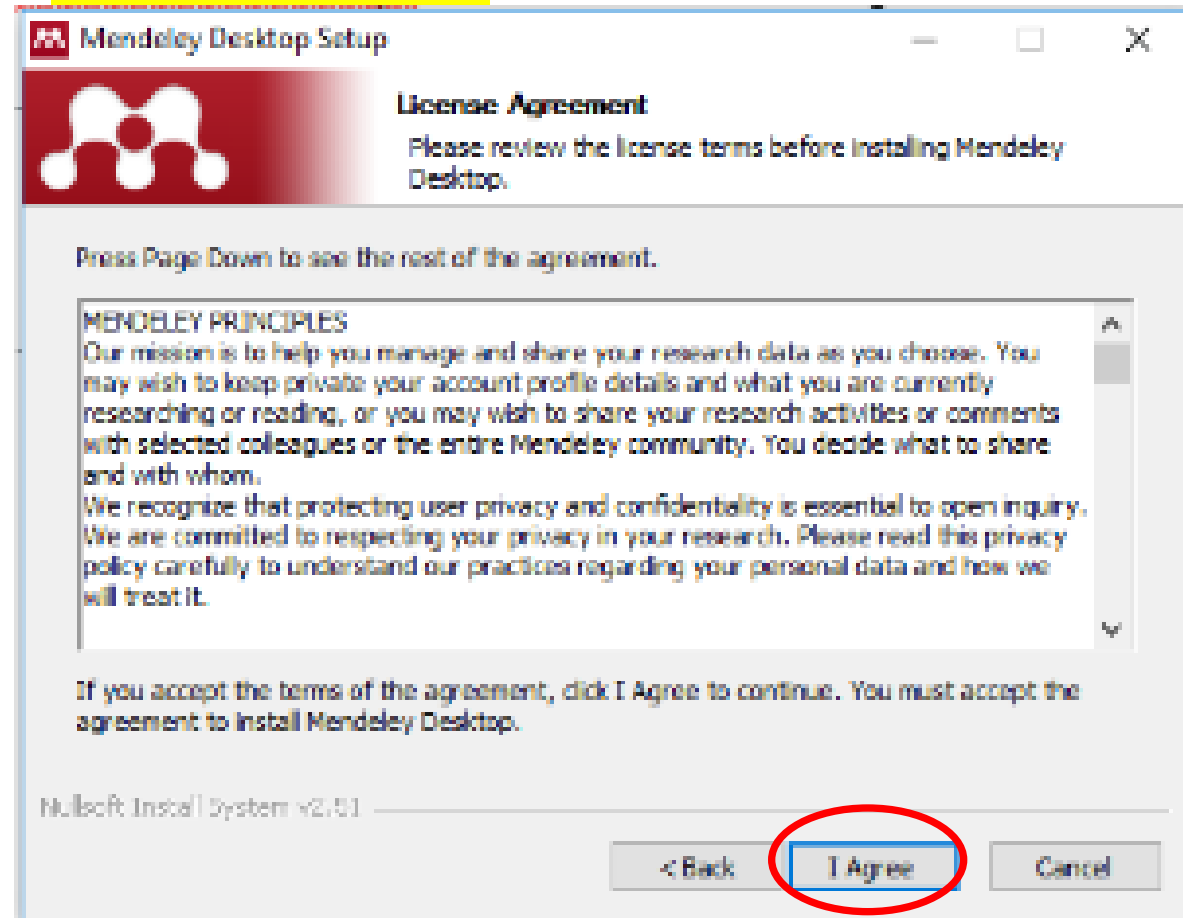 Mendeley Desktop Setup
License Agreement
Please review the license terms before installing Mendeley
Desktop.
Press Page Down to see the rest of the agreement.
MENDELEY PRINCIPLES
Our mission is to help you manage and share your research data as you choose. You
may wish to keep private your account profile details and what you are currently
researching or reading, or you may wish to share your research activities or comments
with selected colleagues or the entire Mendeley community. You decide what to share
and with whom.
We recognize that protecting user privacy and confidentiality is essential to open inquiry.
We are committed to respecting your privacy in your research. Please read this privacy
policy carefully to understand our practices regarding your personal data and how we
will treat it.
If you accept the terms of the agreement, click I Agree to continue. You must accept the
agreement to install Mendeley Desktop.
Nullsoft Install System v2.51
< Back
I Agree
Cancel